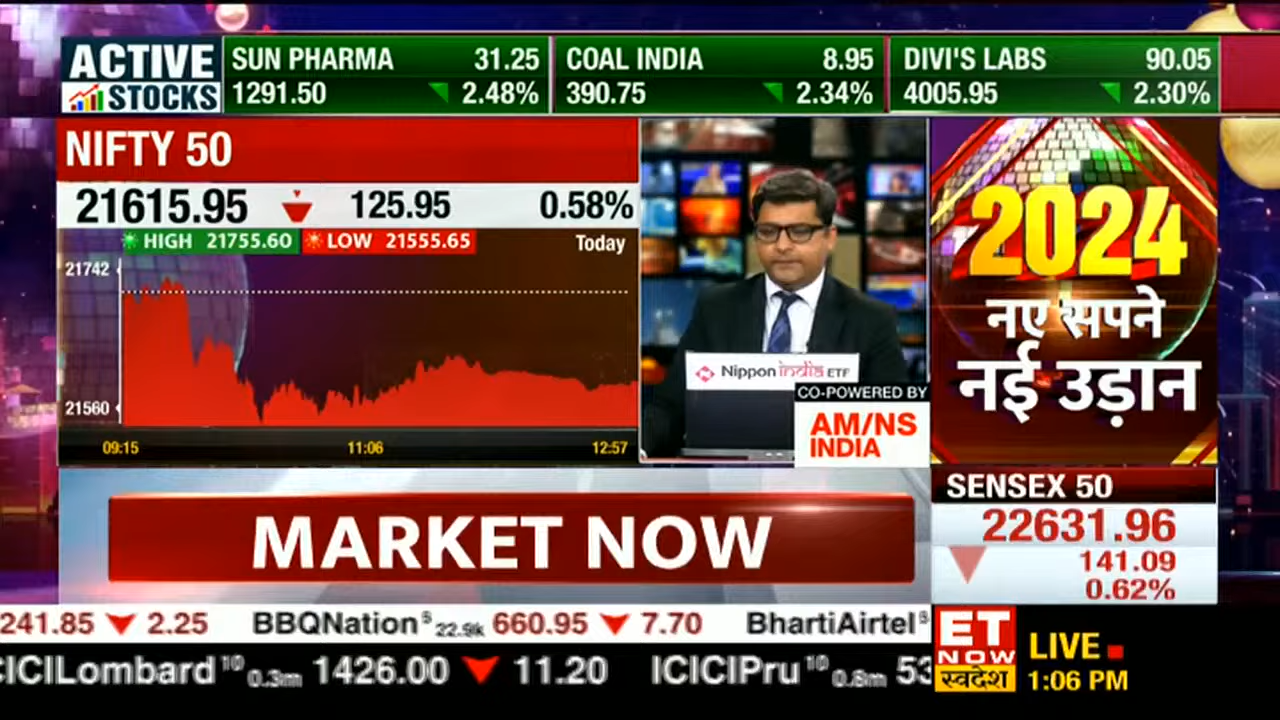 ACTIVE
STOCKS
SUN PHARMA 31.25
1291.50 2.48%
COAL INDIA 8.95
390.75 2.34%
DIVI'S LABS 90.05
4005.95 2.30%
NIFTY 50
21615.95 125.95 0.58%
HIGH 21755.60 LOW 21555.65 Today
21742
21560
09:15 11:06 12:57
Nippon india ETF
CO-POWERED BY
AM/NS
INDIA
2024
नए सपने
नई उड़ान
SENSEX 50
22631.96
141.09
0.62%
MARKET NOW
241.85 2.25 BBQNation 5 22.9k 660.95 7.70 BhartiAirtel 5
ICICILombard 10 0.3m 1426.00 11.20 ICICIPru 10 0.8m 53
ET
NOW
स्वदेश
LIVE
1:06 PM